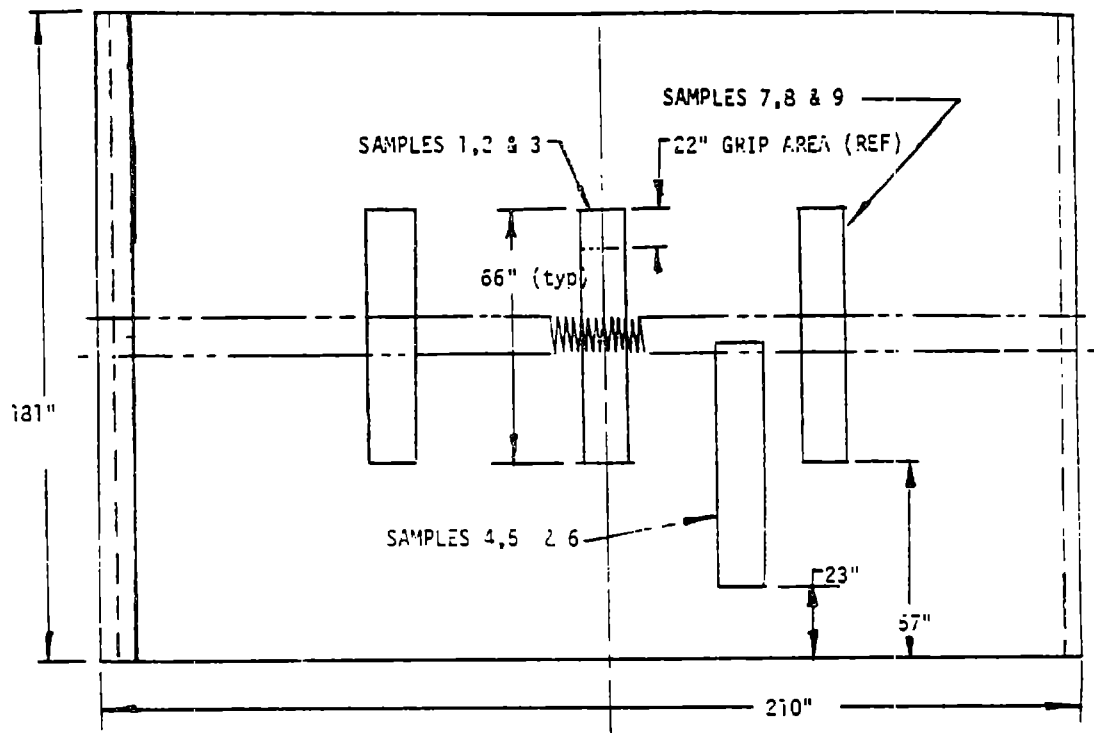 SAMPLES 7,8 & 9
SAMPLES 1,2 & 3
22" GRIP AREA (REF)
66" (typ)
181"
SAMPLES 4,5 & 6
23"
57"
210"